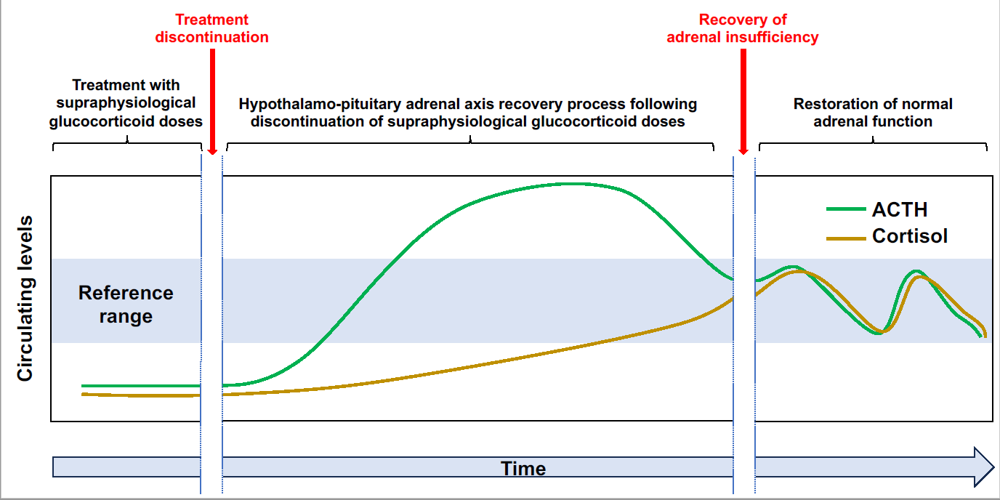 Treatment
discontinuation
Recovery of
adrenal insufficiency
Treatment with
supraphysiological
glucocorticoid doses
Hypothalamo-pituitary adrenal axis recovery process following
discontinuation of supraphysiological glucocorticoid doses
Restoration of normal
adrenal function
Circulating levels
Reference
range
ACTH
Cortisol
Time